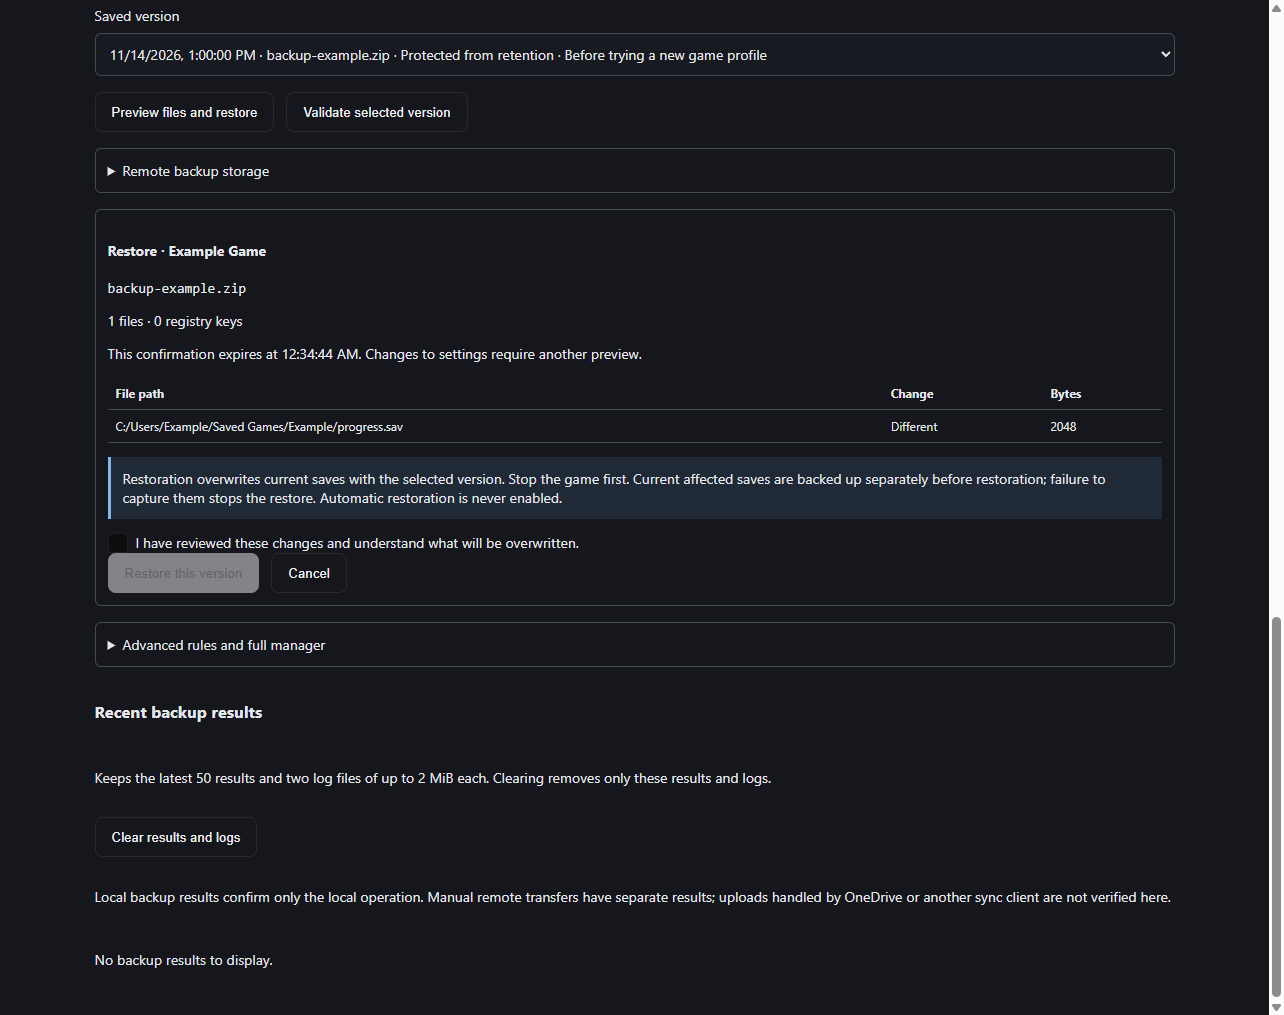 Saved version
11/14/2026, 1:00:00 PM · backup-example.zip · Protected from retention · Before trying a new game profile
Preview files and restore
Validate selected version
Remote backup storage
Restore · Example Game
backup-example.zip
1 files · 0 registry keys
This confirmation expires at 12:34:44 AM. Changes to settings require another preview.
File path Change Bytes
C:/Users/Example/Saved Games/Example/progress.sav Different 2048
Restoration overwrites current saves with the selected version. Stop the game first. Current affected saves are backed up separately before restoration; failure to
capture them stops the restore. Automatic restoration is never enabled.
I have reviewed these changes and understand what will be overwritten.
Restore this version
Cancel
Advanced rules and full manager
Recent backup results
Keeps the latest 50 results and two log files of up to 2 MiB each. Clearing removes only these results and logs.
Clear results and logs
Local backup results confirm only the local operation. Manual remote transfers have separate results; uploads handled by OneDrive or another sync client are not verified here.
No backup results to display.